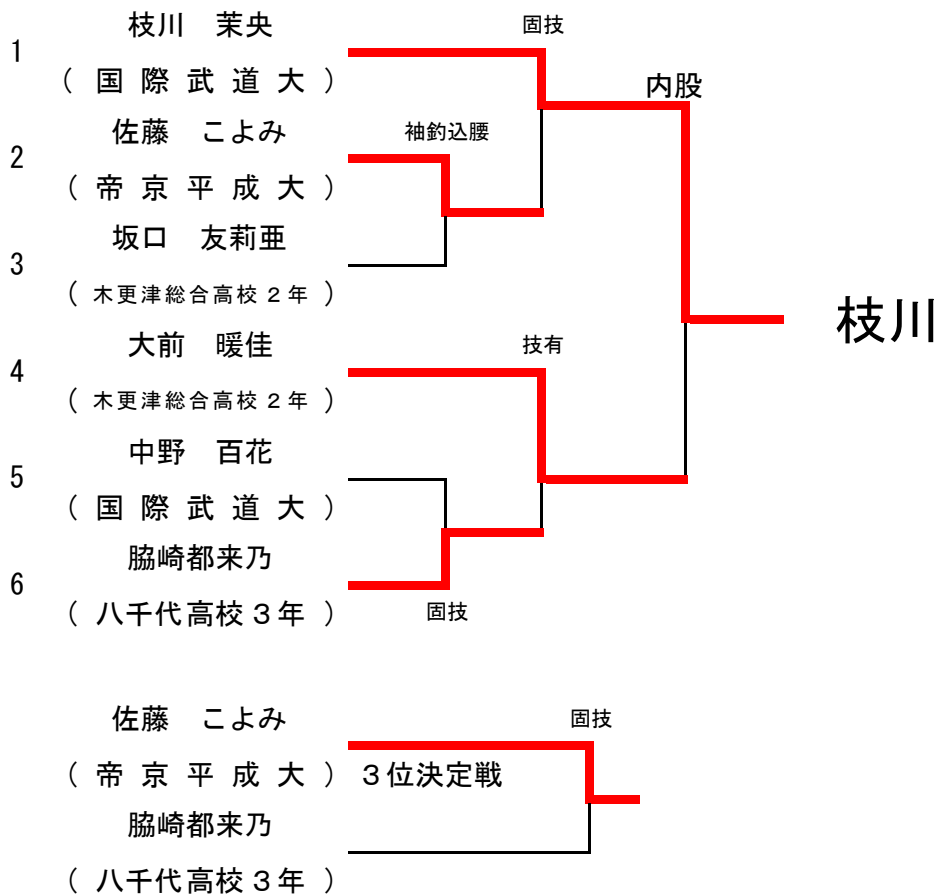 枝川　茉央
固技
1
（ 国 際 武 道 大 ）
内股
佐藤　こよみ
袖釣込腰
2
（ 帝 京 平 成 大 ）
坂口　友莉亜
3
（ 木更津総合高校 2 年 ）
枝川
大前　暖佳
技有
4
（ 木更津総合高校 2 年 ）
中野　百花
5
（ 国 際 武 道 大 ）
脇崎都来乃
6
（ 八千代高校 3 年 ）
固技
佐藤　こよみ
固技
（ 帝 京 平 成 大 ）
３位決定戦
脇崎都来乃
（ 八千代高校 3 年 ）